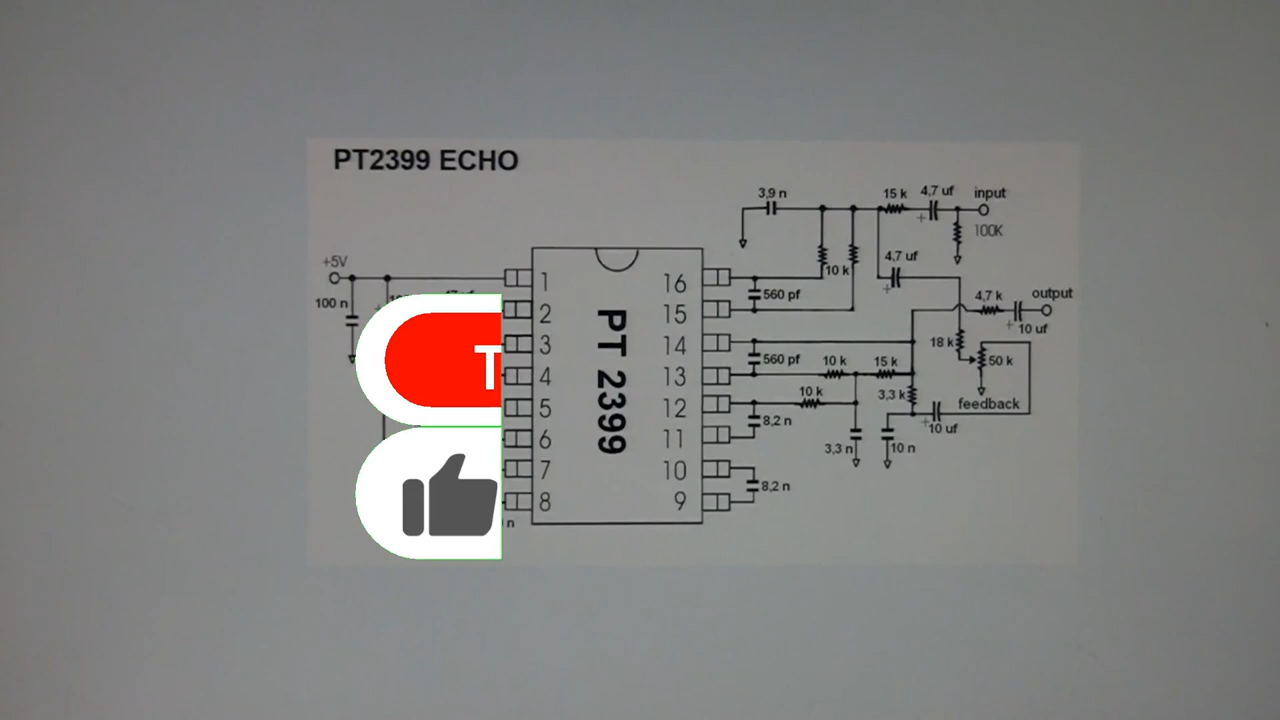 PT2399 ECHO
3,9 n
15 k
4,7 uf
input
100K
+5V
10 k
4,7 uf
100 n
560 pf
4,7 k
output
10 uf
1
2
3
4
5
6
7
8
PT 2399
16
15
14
13
12
11
10
9
18 k
50 k
560 pf
10 k
15 k
10 k
3,3 k
feedback
8,2 n
10 uf
3,3 n
10 n
8,2 n
n
T